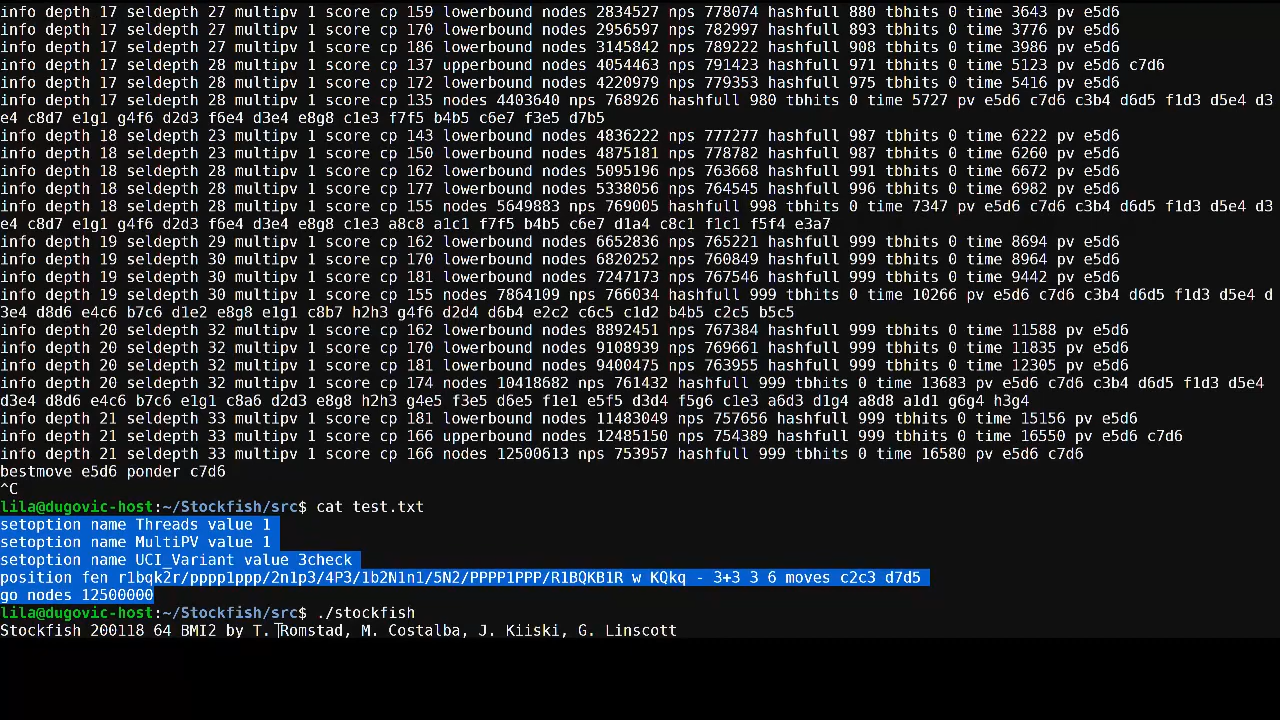 info depth 17 seldepth 27 multipv 1 score cp 159 lowerbound nodes 2834527 nps 778074 hashfull 880 tbhits 0 time 3643 pv e5d6
info depth 17 seldepth 27 multipv 1 score cp 170 lowerbound nodes 2956597 nps 782997 hashfull 893 tbhits 0 time 3776 pv e5d6
info depth 17 seldepth 27 multipv 1 score cp 186 lowerbound nodes 3145842 nps 789222 hashfull 908 tbhits 0 time 3986 pv e5d6
info depth 17 seldepth 28 multipv 1 score cp 137 upperbound nodes 4054463 nps 791423 hashfull 971 tbhits 0 time 5123 pv e5d6 c7d6
info depth 17 seldepth 28 multipv 1 score cp 172 lowerbound nodes 4220979 nps 779353 hashfull 975 tbhits 0 time 5416 pv e5d6
info depth 17 seldepth 28 multipv 1 score cp 135 nodes 4403640 nps 768926 hashfull 980 tbhits 0 time 5727 pv e5d6 c7d6 c3b4 d6d5 f1d3 d5e4 d3
e4 c8d7 e1g1 g4f6 d2d3 f6e4 d3e4 e8g8 c1e3 f7f5 b4b5 c6e7 f3e5 d7b5
info depth 18 seldepth 23 multipv 1 score cp 143 lowerbound nodes 4836222 nps 777277 hashfull 987 tbhits 0 time 6222 pv e5d6
info depth 18 seldepth 23 multipv 1 score cp 150 lowerbound nodes 4875181 nps 778782 hashfull 987 tbhits 0 time 6260 pv e5d6
info depth 18 seldepth 28 multipv 1 score cp 162 lowerbound nodes 5095196 nps 763668 hashfull 991 tbhits 0 time 6672 pv e5d6
info depth 18 seldepth 28 multipv 1 score cp 177 lowerbound nodes 5338056 nps 764545 hashfull 996 tbhits 0 time 6982 pv e5d6
info depth 18 seldepth 28 multipv 1 score cp 155 nodes 5649883 nps 769005 hashfull 998 tbhits 0 time 7347 pv e5d6 c7d6 c3b4 d6d5 f1d3 d5e4 d3
e4 c8d7 e1g1 g4f6 d2d3 f6e4 d3e4 e8g8 c1e3 a8c8 a1c1 f7f5 b4b5 c6e7 d1a4 c8c1 f1c1 f5f4 e3a7
info depth 19 seldepth 29 multipv 1 score cp 162 lowerbound nodes 6652836 nps 765221 hashfull 999 tbhits 0 time 8694 pv e5d6
info depth 19 seldepth 30 multipv 1 score cp 170 lowerbound nodes 6820252 nps 760849 hashfull 999 tbhits 0 time 8964 pv e5d6
info depth 19 seldepth 30 multipv 1 score cp 181 lowerbound nodes 7247173 nps 767546 hashfull 999 tbhits 0 time 9442 pv e5d6
info depth 19 seldepth 30 multipv 1 score cp 155 nodes 7864109 nps 766034 hashfull 999 tbhits 0 time 10266 pv e5d6 c7d6 c3b4 d6d5 f1d3 d5e4 d
3e4 d8d6 e4c6 b7c6 d1e2 e8g8 e1g1 c8b7 h2h3 g4f6 d2d4 d6b4 e2c2 c6c5 c1d2 b4b5 c2c5 b5c5
info depth 20 seldepth 32 multipv 1 score cp 162 lowerbound nodes 8892451 nps 767384 hashfull 999 tbhits 0 time 11588 pv e5d6
info depth 20 seldepth 32 multipv 1 score cp 170 lowerbound nodes 9108939 nps 769661 hashfull 999 tbhits 0 time 11835 pv e5d6
info depth 20 seldepth 32 multipv 1 score cp 181 lowerbound nodes 9400475 nps 763955 hashfull 999 tbhits 0 time 12305 pv e5d6
info depth 20 seldepth 32 multipv 1 score cp 174 nodes 10418682 nps 761432 hashfull 999 tbhits 0 time 13683 pv e5d6 c7d6 c3b4 d6d5 f1d3 d5e4
d3e4 d8d6 e4c6 b7c6 e1g1 c8a6 d2d3 e8g8 h2h3 g4e5 f3e5 d6e5 f1e1 e5f5 d3d4 f5g6 c1e3 a6d3 d1g4 a8d8 a1d1 g6g4 h3g4
info depth 21 seldepth 33 multipv 1 score cp 181 lowerbound nodes 11483049 nps 757656 hashfull 999 tbhits 0 time 15156 pv e5d6
info depth 21 seldepth 33 multipv 1 score cp 166 upperbound nodes 12485150 nps 754389 hashfull 999 tbhits 0 time 16550 pv e5d6 c7d6
info depth 21 seldepth 33 multipv 1 score cp 166 nodes 12500613 nps 753957 hashfull 999 tbhits 0 time 16580 pv e5d6 c7d6
bestmove e5d6 ponder c7d6
^C
lila@dugovic-host:~/Stockfish/src$ cat test.txt
setoption name Threads value 1
setoption name MultiPV value 1
setoption name UCI_Variant value 3check
position fen r1bqk2r/pppp1ppp/2n1p3/4P3/1b2N1n1/5N2/PPPP1PPP/R1BQKB1R w KQkq - 3+3 3 6 moves c2c3 d7d5
go nodes 12500000
lila@dugovic-host:~/Stockfish/src$ ./stockfish
Stockfish 200118 64 BMI2 by T. Romstad, M. Costalba, J. Kiiski, G. Linscott